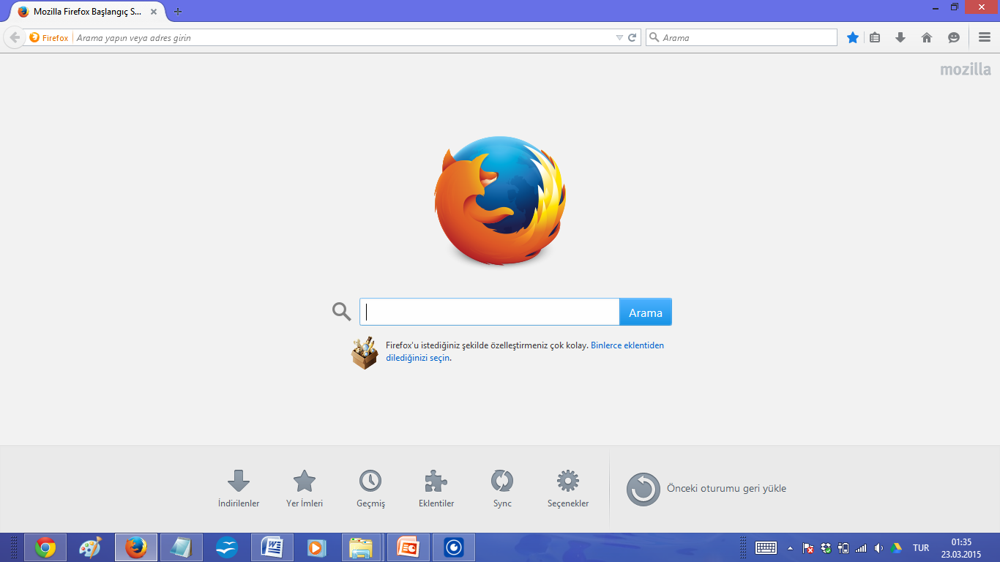 Mozilla Firefox Başlangıç S...
Firefox
Arama yapın veya adres girin
Arama
mozilla
Arama
Firefox'u istediğiniz şekilde özelleştirmeniz çok kolay. Binlerce eklentiden
dilediğinizi seçin.
İndirilenler
Yer İmleri
Geçmiş
Eklentiler
Sync
Seçenekler
Önceki oturumu geri yükle
TUR
01:35
23.03.2015